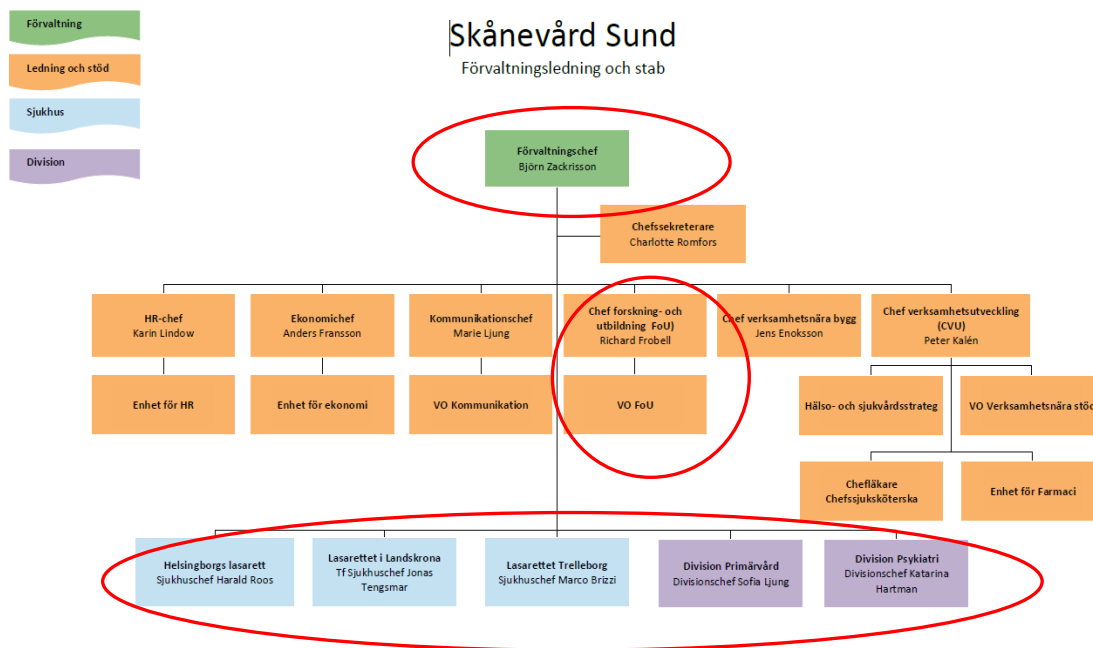 Förvaltning
Ledning och stöd
Sjukhus
Division
Skånevård Sund
Förvaltningsledning och stab
Förvaltningschef
Björn Zackrisson
Chefssekreterare
Charlotte Romfors
HR-chef
Karin Lindow
Ekonomichef
Anders Fransson
Kommunikationschef
Marie Ljung
Chef forskning- och
utbildning FoU)
Richard Frobell
Chef verksamhetsnära bygg
Jens Enoksson
Chef verksamhetsutveckling
(CVU)
Peter Kalén
Enhet för HR
Enhet för ekonomi
VO Kommunikation
VO FoU
Hälso- och sjukvårdsstrateg
VO Verksamhetsnära stöd
Chefläkare
Chefssjuksköterska
Enhet för Farmaci
Helsingborgs lasarett
Sjukhuschef Harald Roos
Lasarettet i Landskrona
Tf Sjukhuschef Jonas
Tengsmar
Lasarettet Trelleborg
Sjukhuschef Marco Brizzi
Division Primärvård
Divisionschef Sofia Ljung
Division Psykiatri
Divisionschef Katarina
Hartman